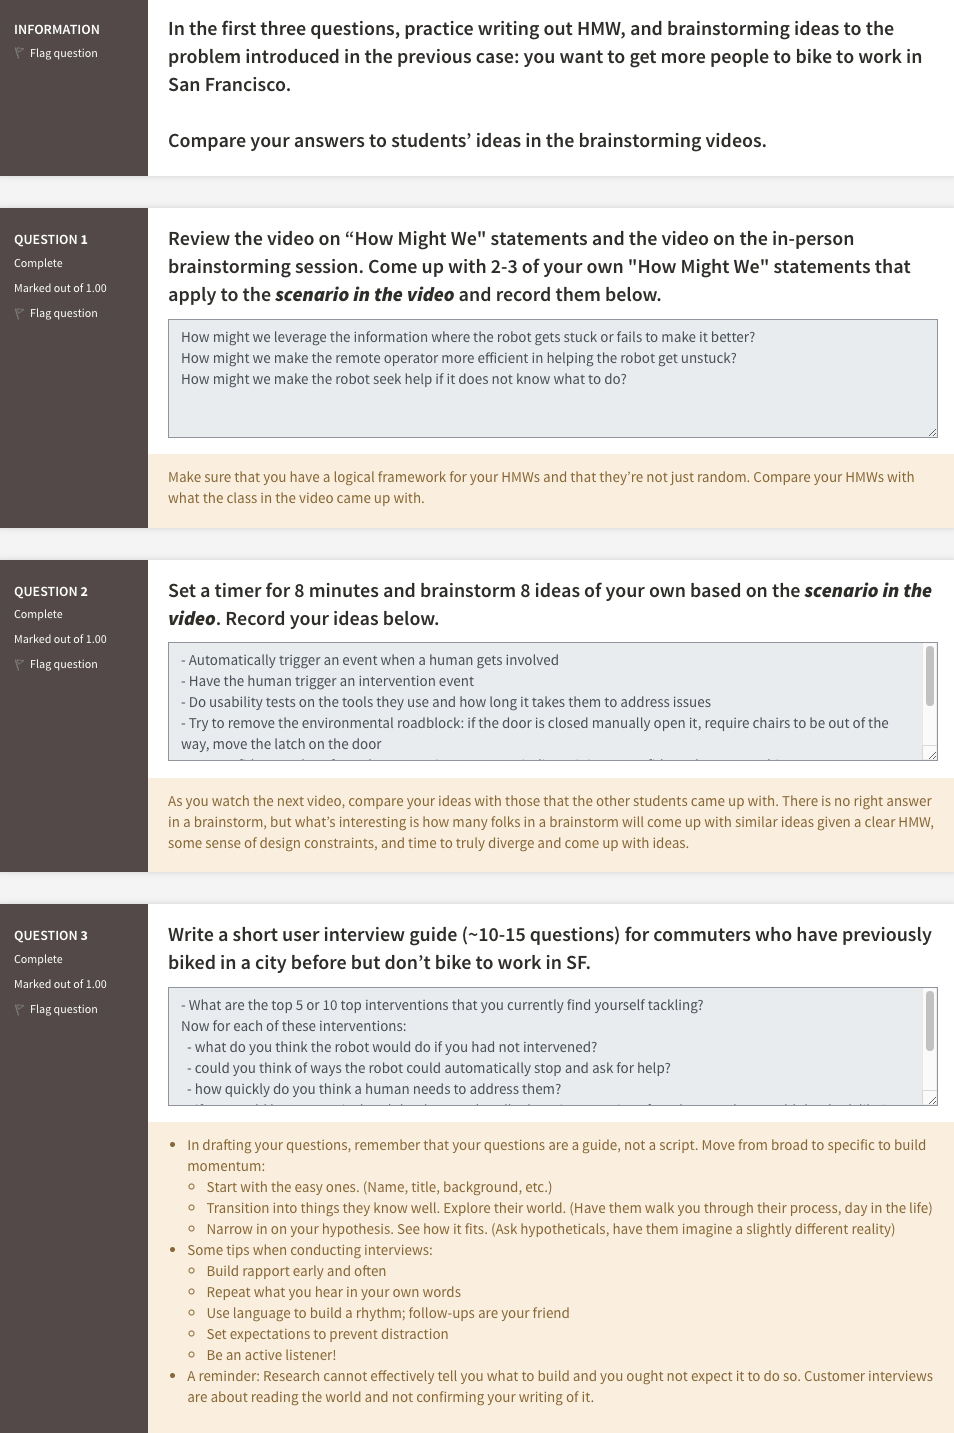 INFORMATION
Flag question
In the first three questions, practice writing out HMW, and brainstorming ideas to the
problem introduced in the previous case: you want to get more people to bike to work in
San Francisco.
Compare your answers to students’ ideas in the brainstorming videos.
QUESTION 1
Complete
Marked out of 1.00
Flag question
Review the video on “How Might We" statements and the video on the in-person
brainstorming session. Come up with 2-3 of your own "How Might We" statements that
apply to the scenario in the video and record them below.
How might we leverage the information where the robot gets stuck or fails to make it better?
How might we make the remote operator more efficient in helping the robot get unstuck?
How might we make the robot seek help if it does not know what to do?
Make sure that you have a logical framework for your HMWs and that they’re not just random. Compare your HMWs with
what the class in the video came up with.
QUESTION 2
Complete
Marked out of 1.00
Flag question
Set a timer for 8 minutes and brainstorm 8 ideas of your own based on the scenario in the
video. Record your ideas below.
- Automatically trigger an event when a human gets involved
- Have the human trigger an intervention event
- Do usability tests on the tools they use and how long it takes them to address issues
- Try to remove the environmental roadblock: if the door is closed manually open it, require chairs to be out of the
way, move the latch on the door
As you watch the next video, compare your ideas with those that the other students came up with. There is no right answer
in a brainstorm, but what’s interesting is how many folks in a brainstorm will come up with similar ideas given a clear HMW,
some sense of design constraints, and time to truly diverge and come up with ideas.
QUESTION 3
Complete
Marked out of 1.00
Flag question
Write a short user interview guide (~10-15 questions) for commuters who have previously
biked in a city before but don’t bike to work in SF.
- What are the top 5 or 10 top interventions that you currently find yourself tackling?
Now for each of these interventions:
- what do you think the robot would do if you had not intervened?
- could you think of ways the robot could automatically stop and ask for help?
- how quickly do you think a human needs to address them?
• In drafting your questions, remember that your questions are a guide, not a script. Move from broad to specific to build
momentum:
○ Start with the easy ones. (Name, title, background, etc.)
○ Transition into things they know well. Explore their world. (Have them walk you through their process, day in the life)
○ Narrow in on your hypothesis. See how it fits. (Ask hypotheticals, have them imagine a slightly different reality)
• Some tips when conducting interviews:
○ Build rapport early and often
○ Repeat what you hear in your own words
○ Use language to build a rhythm; follow-ups are your friend
○ Set expectations to prevent distraction
○ Be an active listener!
• A reminder: Research cannot effectively tell you what to build and you ought not expect it to do so. Customer interviews
are about reading the world and not confirming your writing of it.